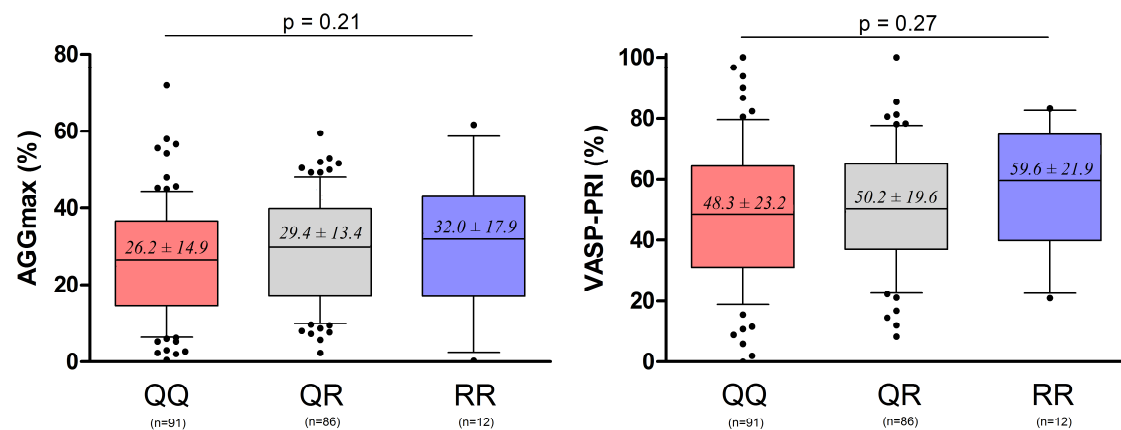 p = 0.21
AGGmax (%)
80
60
40
20
0
26.2 ± 14.9
29.4 ± 13.4
32.0 ± 17.9
QQ
QR
RR
(n=91)
(n=86)
(n=12)
p = 0.27
VASP-PRI (%)
100
80
60
40
20
0
48.3 ± 23.2
50.2 ± 19.6
59.6 ± 21.9
QQ
QR
RR
(n=91)
(n=86)
(n=12)